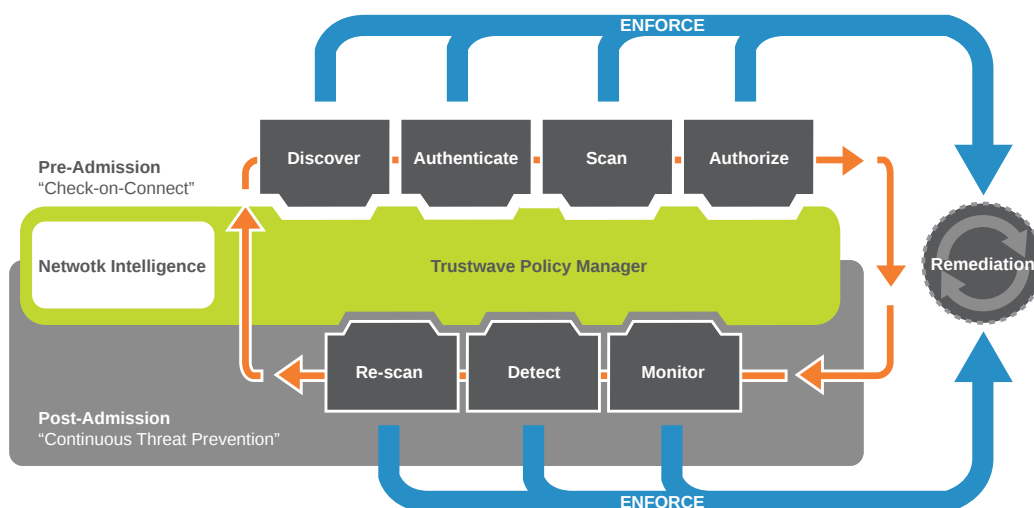 ENFORCE
Discover
Authenticate
Scan
Authorize
Pre-Admission
“Check-on-Connect”
Netwotk Intelligence
Trustwave Policy Manager
Remediation
Re-scan
Detect
Monitor
Post-Admission
“Continuous Threat Prevention”
ENFORCE